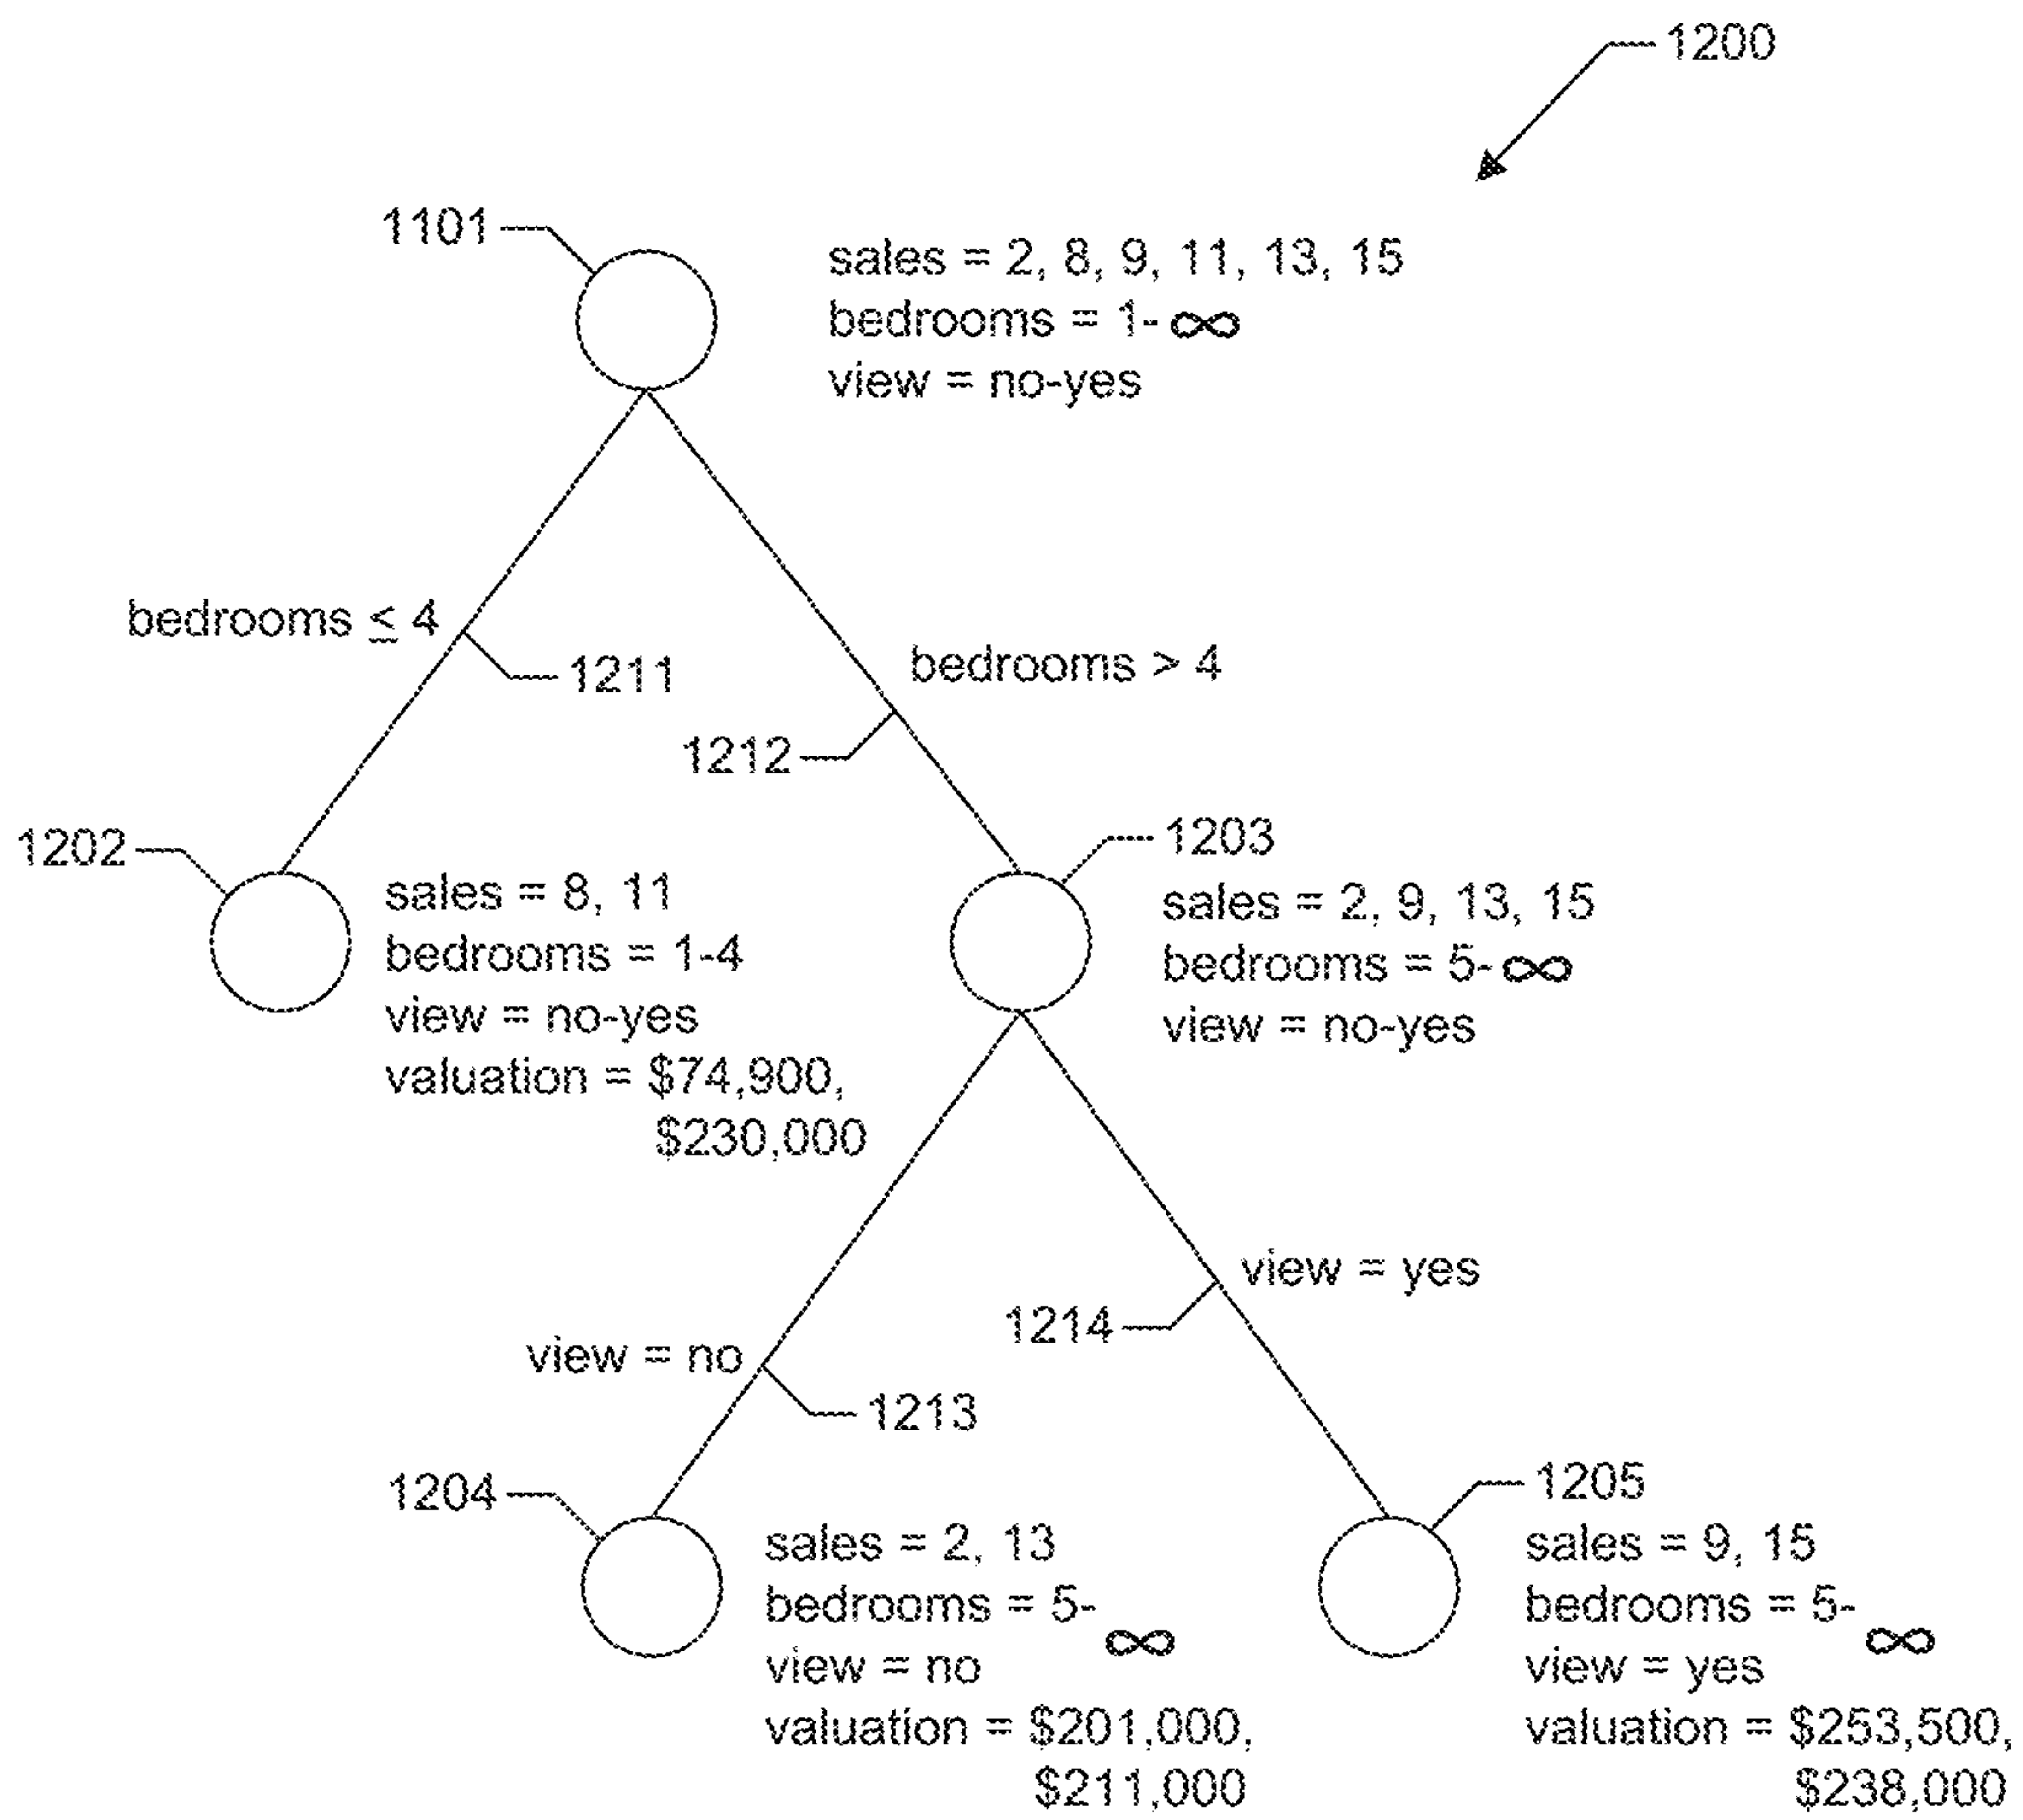 1200
1101
sales = 2, 8, 9, 11, 13, 15
bedrooms = 1-∞
view = no-yes
bedrooms ≤ 4
1211
bedrooms > 4
1212
1202
sales = 8, 11
bedrooms = 1-4
view = no-yes
valuation = $74,900,
$230,000
1203
sales = 2, 9, 13, 15
bedrooms = 5-∞
view = no-yes
view = yes
1214
view = no
1213
1204
sales = 2, 13
bedrooms = 5-∞
view = no
valuation = $201,000,
$211,000
1205
sales = 9, 15
bedrooms = 5-∞
view = yes
valuation = $253,500,
$238,000